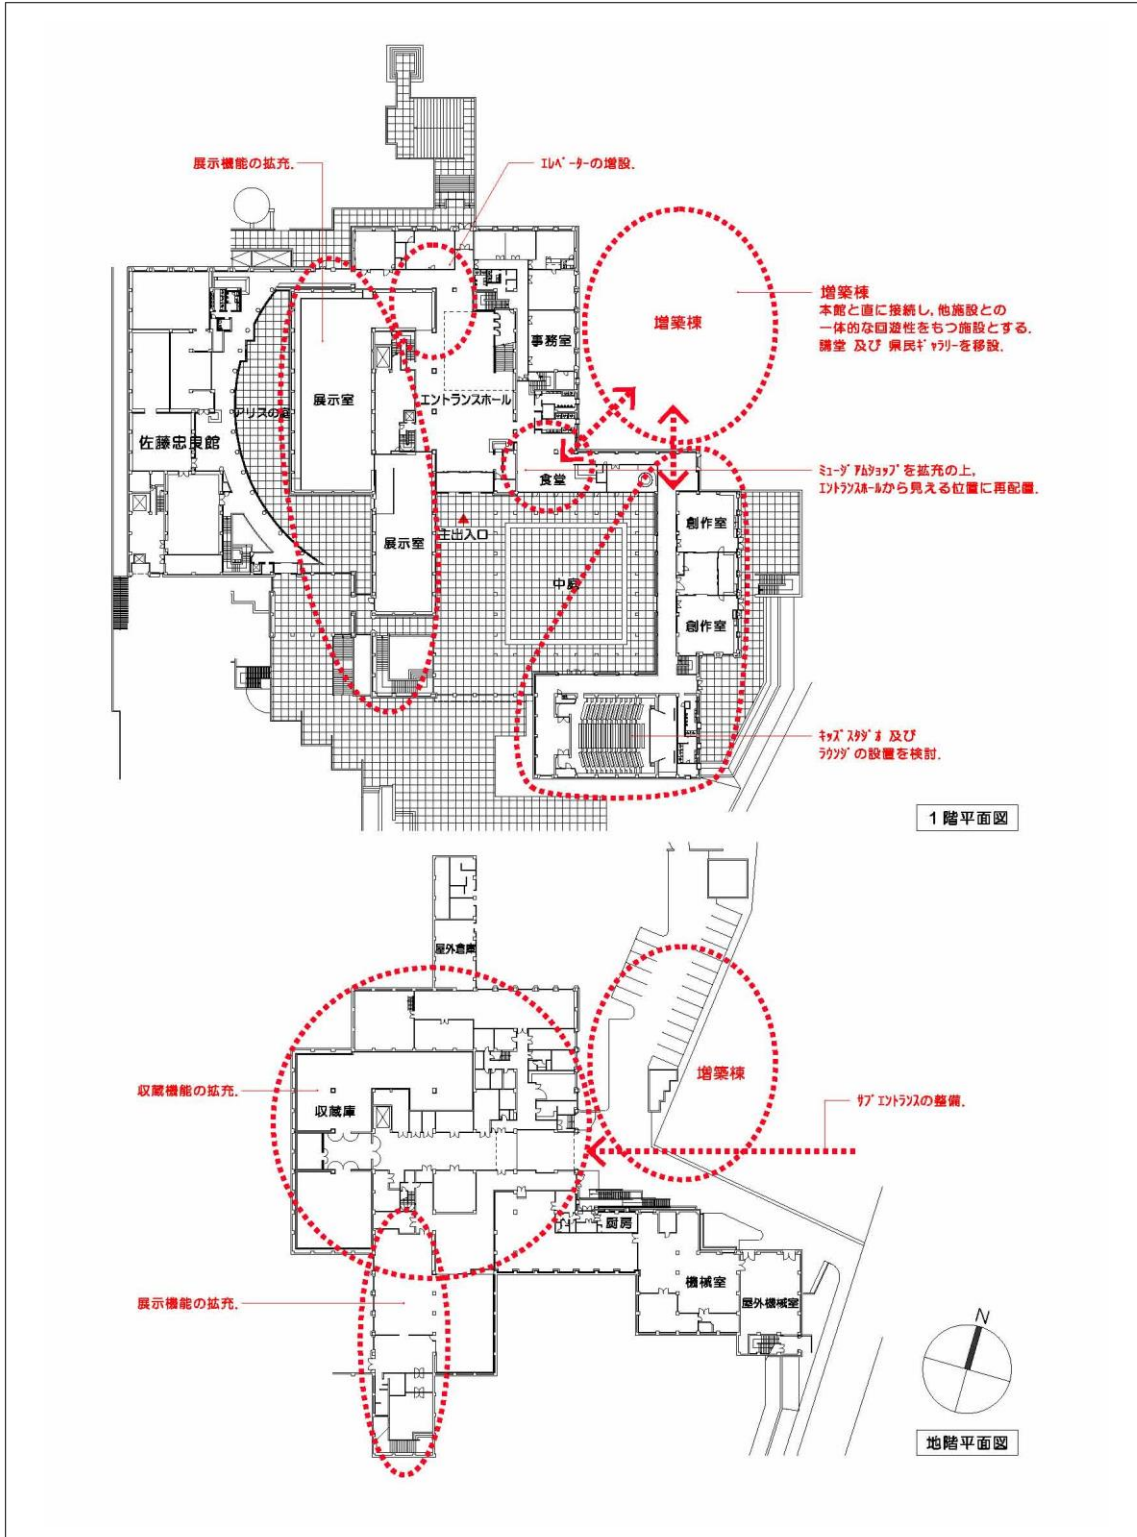 展示機能の拡充.
エレベーターの増設.
増築棟
本館と直に接続し、他施設との
一体的な回遊性をもつ施設とする.
講堂 及び 県民ギャラリーを移設.
増築棟
事務室
展示室
エントランスホール
アリスの庭
佐藤忠良館
食堂
ミュージアムショップを拡充の上,
エントランスホールから見える位置に再配置.
主出入口
展示室
創作室
中庭
創作室
キッズスタジオ 及び
ラウンジの設置を検討.
1階平面図
屋外倉庫
増築棟
収蔵機能の拡充.
収蔵庫
サブエントランスの整備.
厨房
機械室
屋外機械室
展示機能の拡充.
N
地階平面図